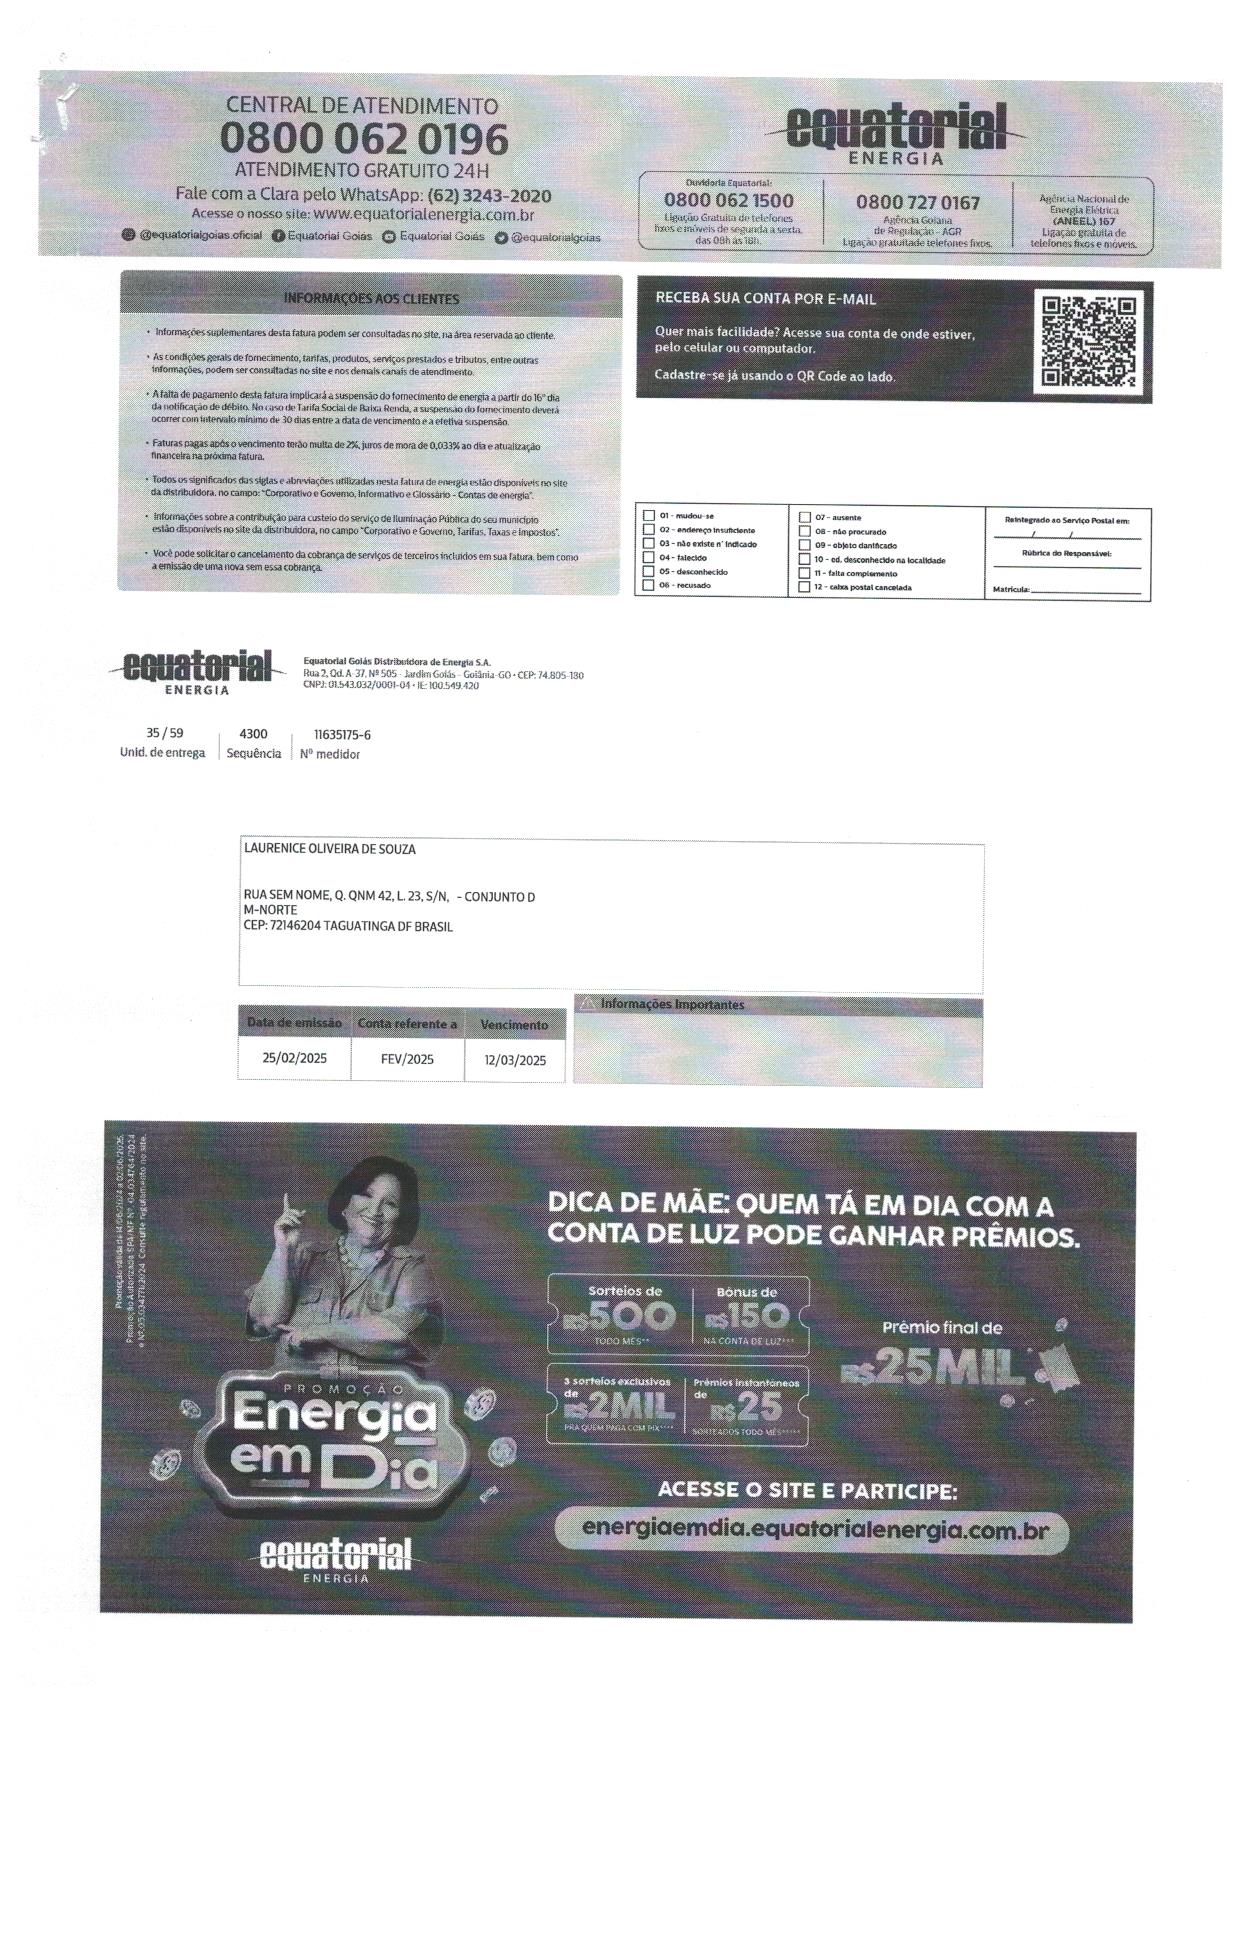 CENTRAL DE ATENDIMENTO
0800 062 0196
ATENDIMENTO GRATUITO 24H
Fale com a Clara pelo WhatsApp: (62) 3243-2020
Acesse o nosso site: www.equatorialenergia.com.br
@equatorialgoias.oficial Equatorial Goiás Equatorial Goiás @equatorialgoias
equatorial
ENERGIA
Ouvidoria Equatorial:
0800 062 1500
Ligação Gratuita de telefones
fixos e móveis de segunda a sexta,
das 08h às 18h.
0800 727 0167
Agência Goiana
de Regulação - AGR
Ligação gratuitade telefones fixos.
Agência Nacional de
Energia Elétrica
(ANEEL) 167
Ligação gratuita de
telefones fixos e móveis.
INFORMAÇÕES AOS CLIENTES
• Informações suplementares desta fatura podem ser consultadas no site, na área reservada ao cliente.
• As condições gerais de fornecimento, tarifas, produtos, serviços prestados e tributos, entre outras
informações, podem ser consultadas no site e nos demais canais de atendimento.
• A falta de pagamento desta fatura implicará a suspensão do fornecimento de energia a partir do 16º dia
da notificação de débito. No caso de Tarifa Social de Baixa Renda, a suspensão do fornecimento deverá
ocorrer com intervalo mínimo de 30 dias entre a data de vencimento e a efetiva suspensão.
• Faturas pagas após o vencimento terão multa de 2%, juros de mora de 0,033% ao dia e atualização
financeira na próxima fatura.
• Todos os significados das siglas e abreviações utilizadas nesta fatura de energia estão disponíveis no site
da distribuidora, no campo: "Corporativo e Governo, Informativo e Glossário - Contas de energia".
• Informações sobre a contribuição para custeio do serviço de Iluminação Pública do seu município
estão disponíveis no site da distribuidora, no campo "Corporativo e Governo, Tarifas, Taxas e Impostos".
• Você pode solicitar o cancelamento da cobrança de serviços de terceiros incluídos em sua fatura, bem como
a emissão de uma nova sem essa cobrança.
RECEBA SUA CONTA POR E-MAIL
Quer mais facilidade? Acesse sua conta de onde estiver,
pelo celular ou computador.
Cadastre-se já usando o QR Code ao lado.
01 - mudou-se
02 - endereço insuficiente
03 - não existe nº indicado
04 - falecido
05 - desconhecido
06 - recusado
07 - ausente
08 - não procurado
09 - objeto danificado
10 - ed. desconhecido na localidade
11 - falta complemento
12 - caixa postal cancelada
Reintegrado ao Serviço Postal em:
/ /
Rúbrica do Responsável:
Matrícula:
equatorial
ENERGIA
Equatorial Goiás Distribuidora de Energia S.A.
Rua 2, Qd. A-37, Nº 505 - Jardim Goiás - Goiânia-GO • CEP: 74.805-180
CNPJ: 01.543.032/0001-04 • IE: 100.549.420
35 / 59 4300 11635175-6
Unid. de entrega Sequência Nº medidor
LAURENICE OLIVEIRA DE SOUZA
RUA SEM NOME, Q. QNM 42, L. 23, S/N, - CONJUNTO D
M-NORTE
CEP: 72146204 TAGUATINGA DF BRASIL
Data de emissão Conta referente a Vencimento
25/02/2025 FEV/2025 12/03/2025
Informações Importantes
Promoção válida de 14/06/2024 a 02/06/2025.
Promoção Autorizada SPA/MF Nº. 04.034764/2024
e Nº.05.034771/2024. Consulte regulamento no site.
PROMOÇÃO
Energia
em Dia
equatorial
ENERGIA
DICA DE MÃE: QUEM TÁ EM DIA COM A
CONTA DE LUZ PODE GANHAR PRÊMIOS.
Sorteios de
R$500
TODO MÊS**
Bônus de
R$150
NA CONTA DE LUZ***
3 sorteios exclusivos
de
R$2MIL
PRA QUEM PAGA COM PIX****
Prêmios instantâneos
de
R$25
SORTEADOS TODO MÊS*****
Prêmio final de
R$25MIL*
ACESSE O SITE E PARTICIPE:
energiaemdia.equatorialenergia.com.br